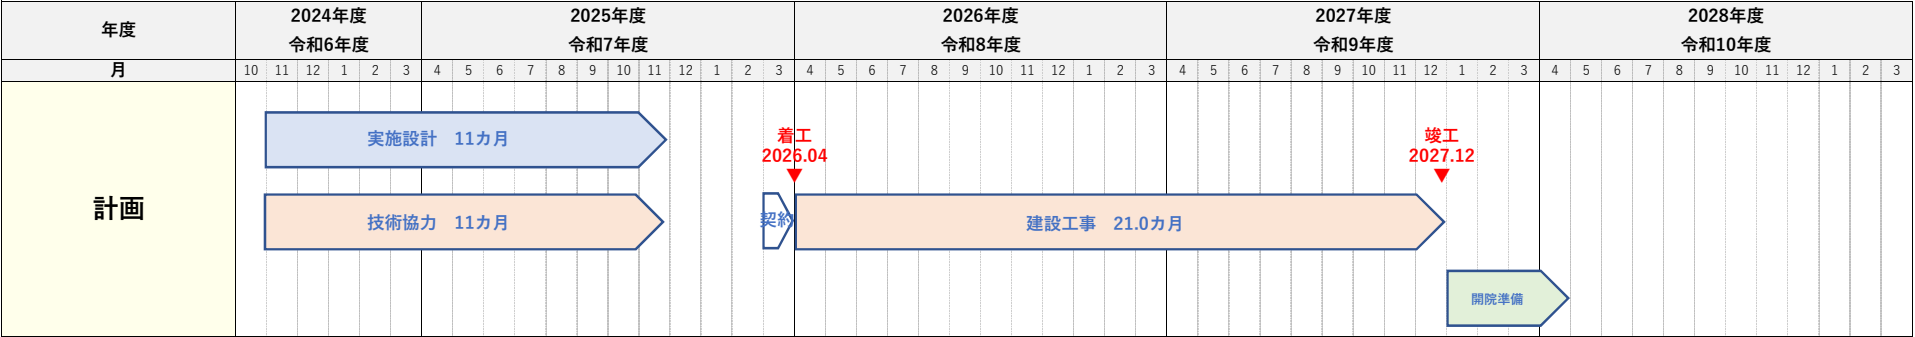 年度
2024年度
令和6年度
2025年度
令和7年度
2026年度
令和8年度
2027年度
令和9年度
2028年度
令和10年度
月 10 11 12 1 2 3 4 5 6 7 8 9 10 11 12 1 2 3 4 5 6 7 8 9 10 11 12 1 2 3 4 5 6 7 8 9 10 11 12 1 2 3 4 5 6 7 8 9 10 11 12 1 2 3
計画
実施設計　11カ月
着工
2026.04
竣工
2027.12
技術協力　11カ月
契約
建設工事　21.0カ月
開院準備